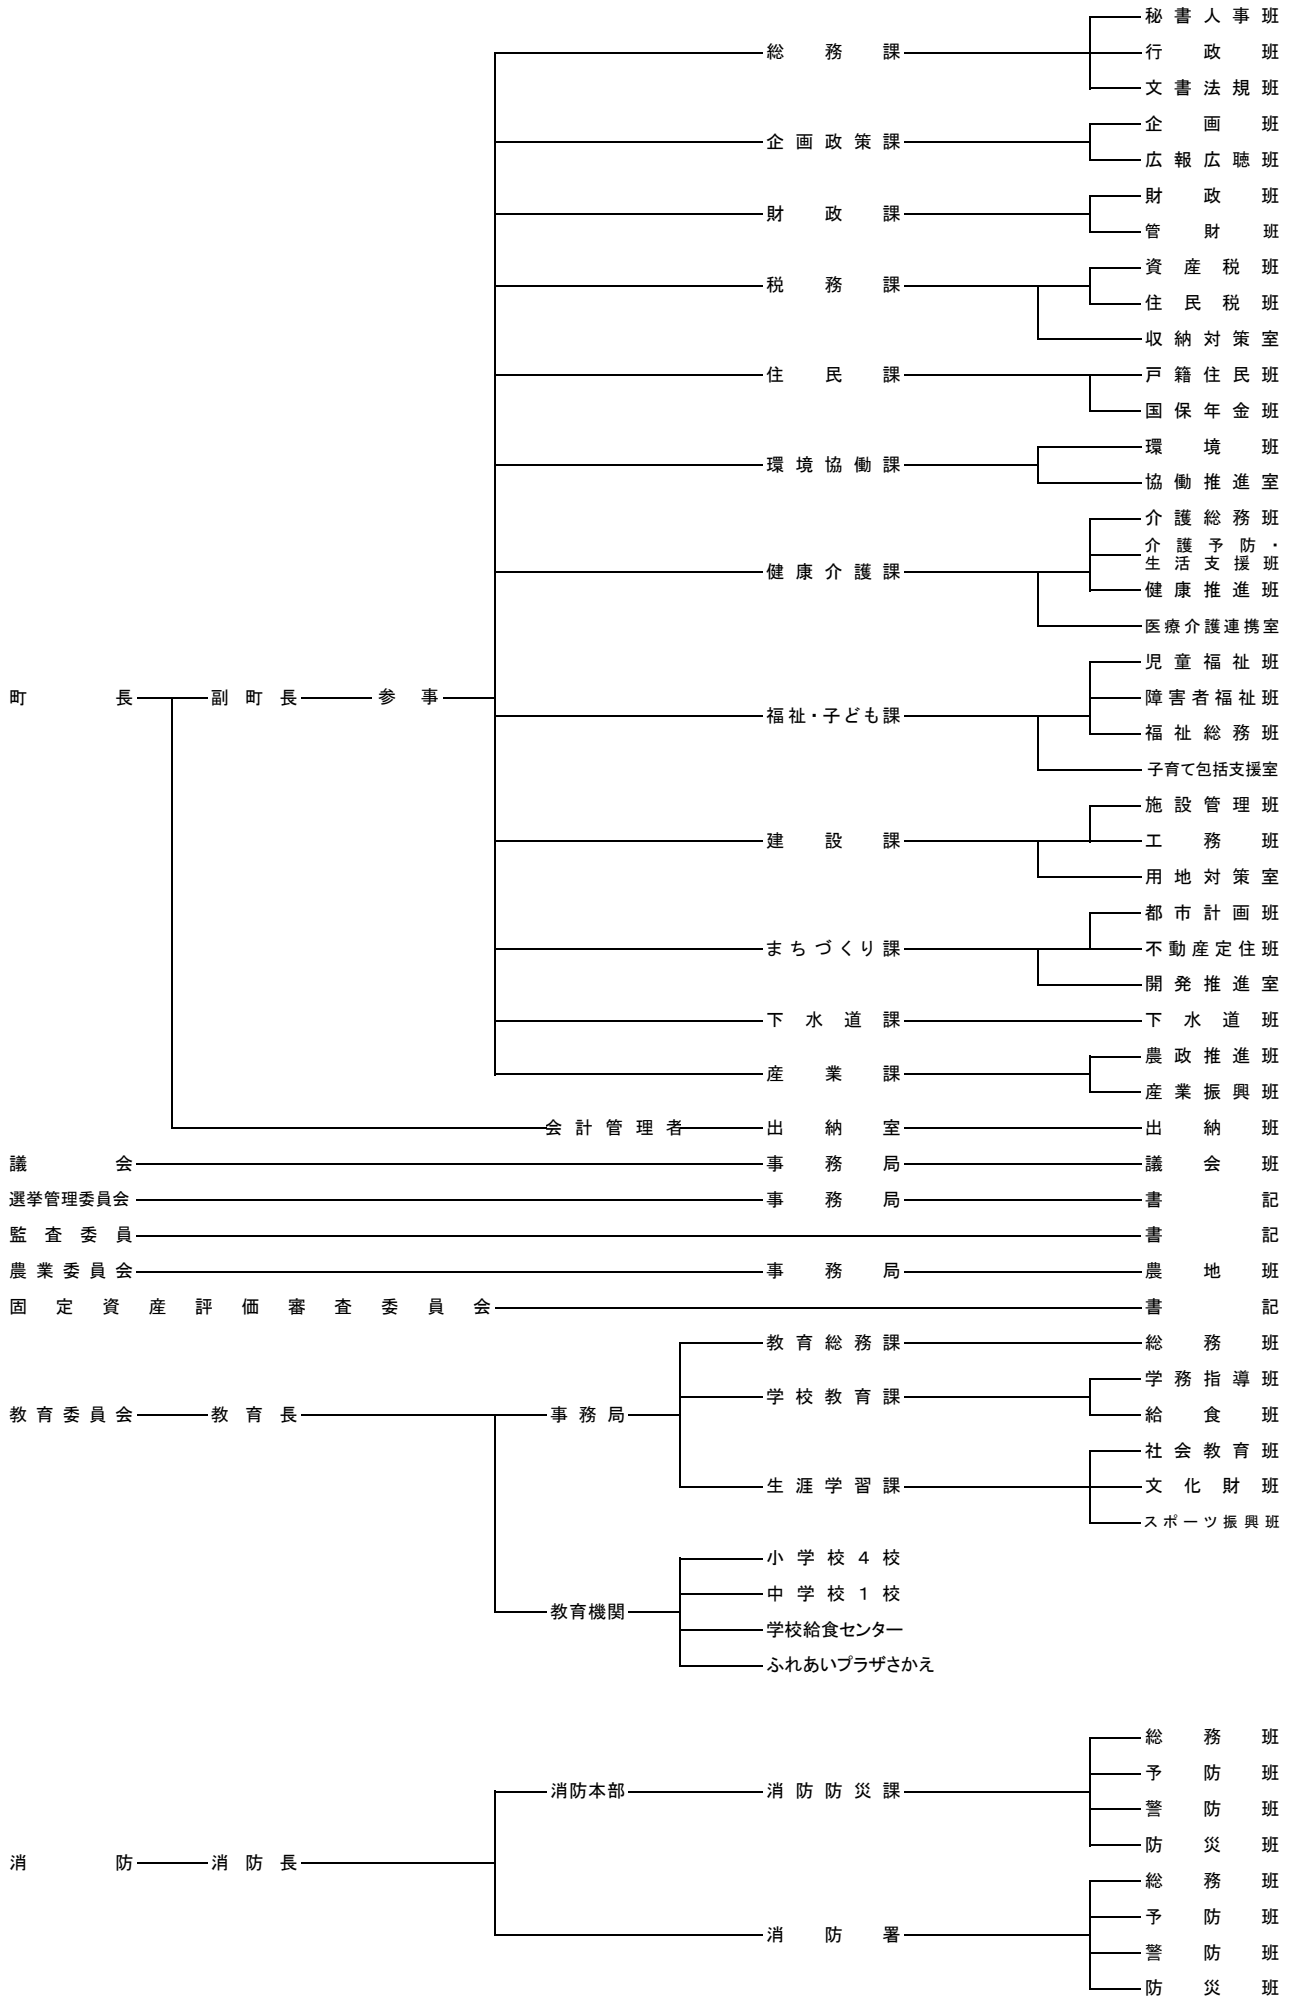 秘書人事班
総務課 行政班
文書法規班
企画班
企画政策課
広報広聴班
財政班
財政課
管財班
資産税班
税務課
住民税班
収納対策室
住民課 戸籍住民班
国保年金班
環境班
環境協働課
協働推進室
介護総務班
介護予防・
生活支援班
健康介護課
健康推進班
医療介護連携室
児童福祉班
町長 副町長 参事 障害者福祉班
福祉・子ども課
福祉総務班
子育て包括支援室
施設管理班
建設課 工務班
用地対策室
都市計画班
まちづくり課 不動産定住班
開発推進室
下水道課 下水道班
農政推進班
産業課
産業振興班
会計管理者 出納室 出納班
議会 事務局 議会班
選挙管理委員会 事務局 書記
監査委員 書記
農業委員会 事務局 農地班
固定資産評価審査委員会 書記
教育総務課 総務班
学務指導班
学校教育課
教育委員会 教育長 事務局 給食班
社会教育班
生涯学習課 文化財班
スポーツ振興班
小学校4校
中学校1校
教育機関
学校給食センター
ふれあいプラザさかえ
総務班
予防班
消防本部 消防防災課
警防班
防災班
消防 消防長
総務班
予防班
消防署
警防班
防災班